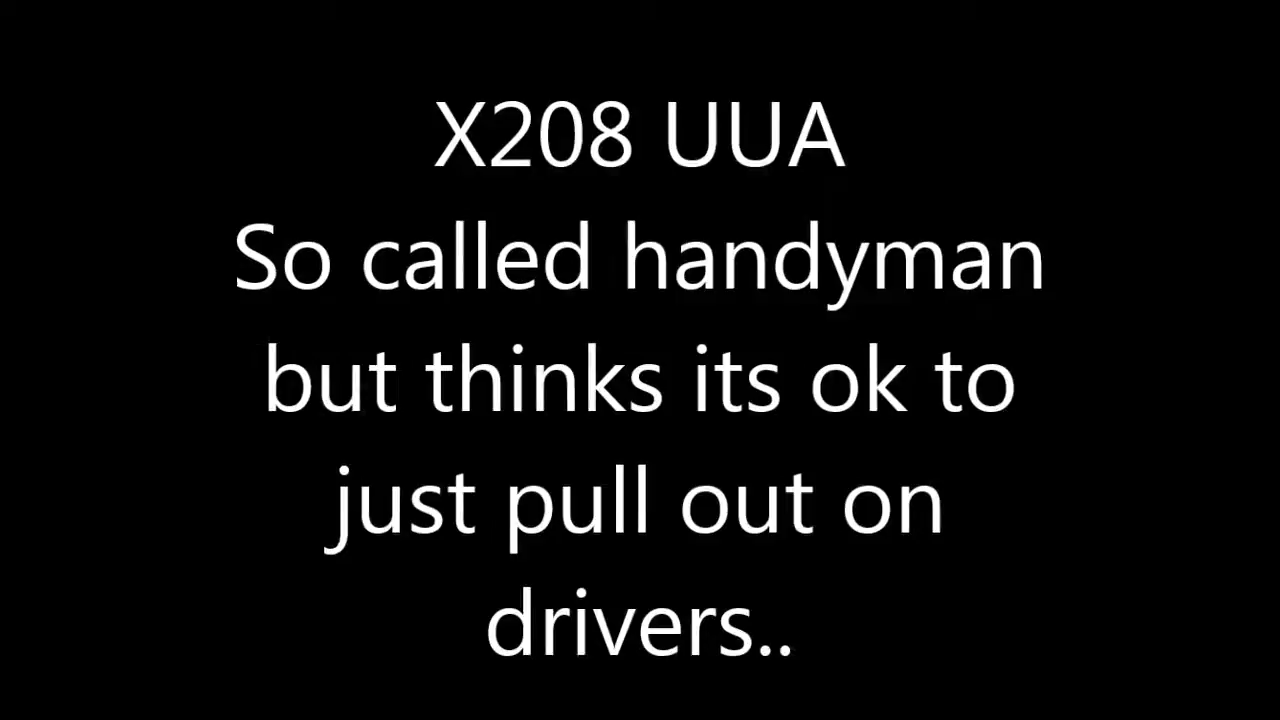 X208 UUA
So called handyman
but thinks its ok to
just pull out on
drivers..